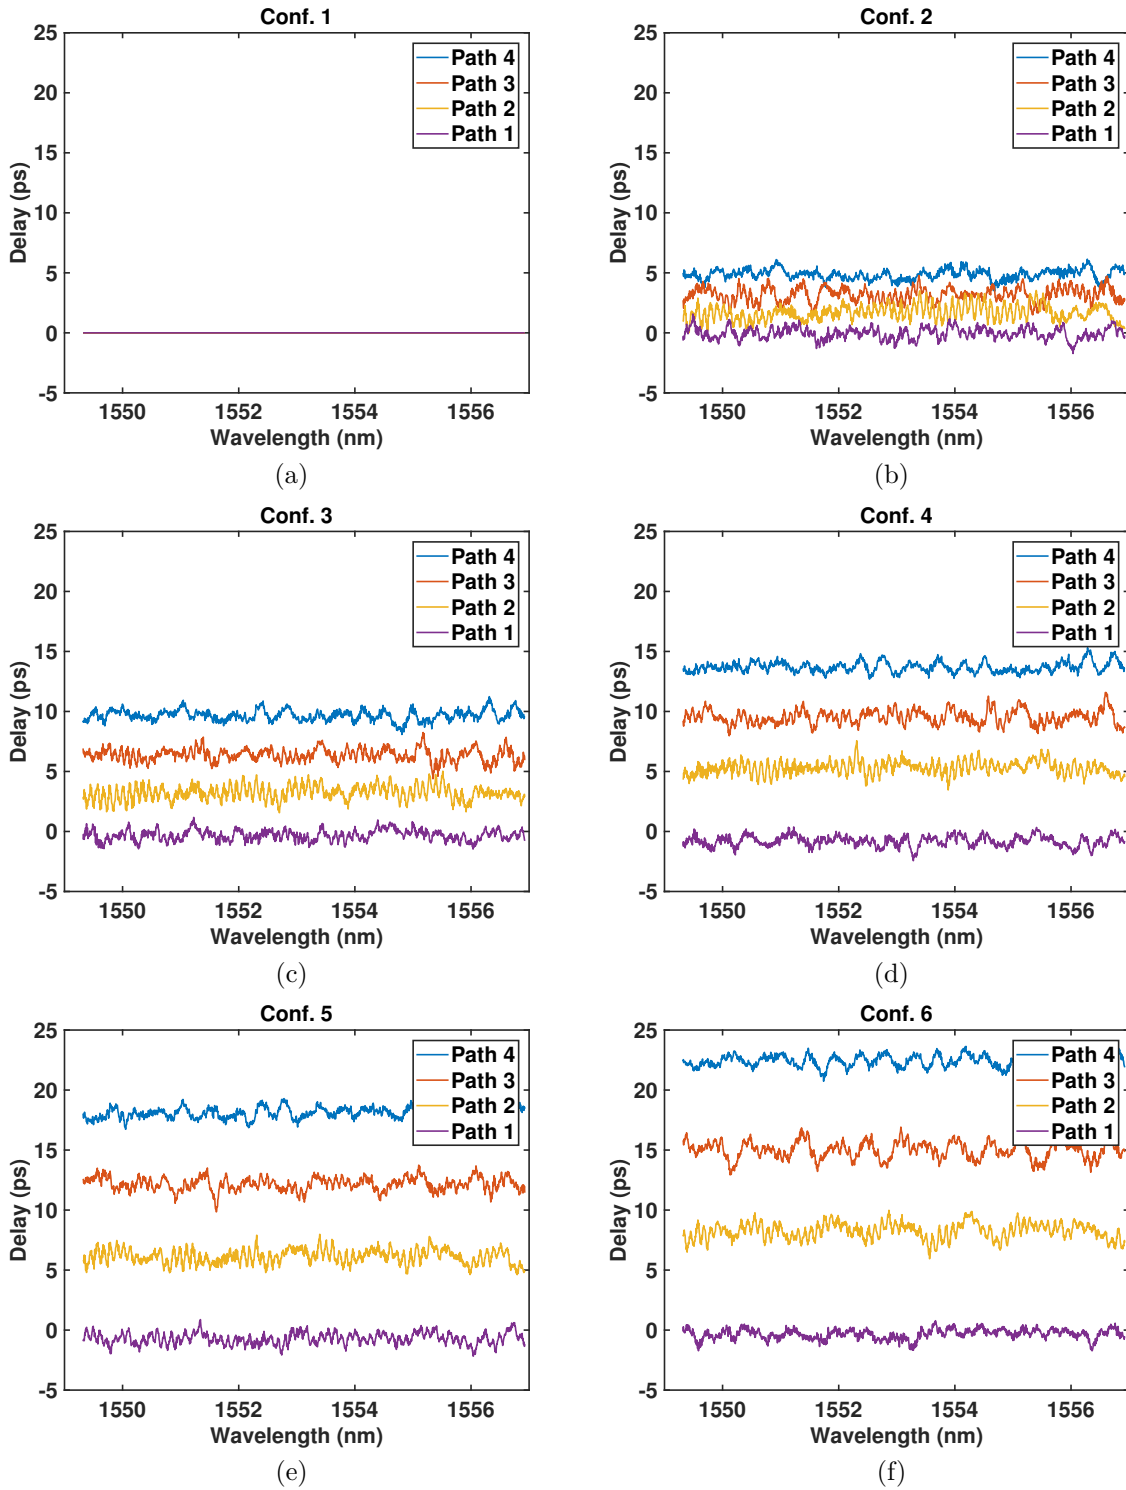 Conf. 1
25
20
15
10
5
0
-5
Delay (ps)
Path 4
Path 3
Path 2
Path 1
1550
1552
1554
1556
Wavelength (nm)
(a)
Conf. 2
25
20
15
10
5
0
-5
Delay (ps)
Path 4
Path 3
Path 2
Path 1
1550
1552
1554
1556
Wavelength (nm)
(b)
Conf. 3
25
20
15
10
5
0
-5
Delay (ps)
Path 4
Path 3
Path 2
Path 1
1550
1552
1554
1556
Wavelength (nm)
(c)
Conf. 4
25
20
15
10
5
0
-5
Delay (ps)
Path 4
Path 3
Path 2
Path 1
1550
1552
1554
1556
Wavelength (nm)
(d)
Conf. 5
25
20
15
10
5
0
-5
Delay (ps)
Path 4
Path 3
Path 2
Path 1
1550
1552
1554
1556
Wavelength (nm)
(e)
Conf. 6
25
20
15
10
5
0
-5
Delay (ps)
Path 4
Path 3
Path 2
Path 1
1550
1552
1554
1556
Wavelength (nm)
(f)